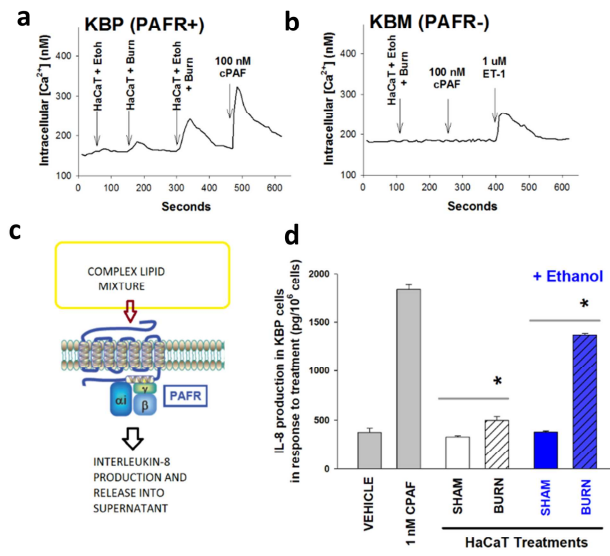 a
KBP (PAFR+)
Intracellular [Ca2+] (nM)
400
300
200
100
HaCaT + Etoh
HaCaT + Burn
HaCaT + Etoh
+ Burn
100 nM
cPAF
0 100 200 300 400 500 600
Seconds
b
KBM (PAFR-)
Intracellular [Ca2+] (nM)
400
300
200
100
HaCaT + Etoh
+ Burn
100 nM
cPAF
1 uM
ET-1
0 100 200 300 400 500 600
Seconds
c
COMPLEX LIPID
MIXTURE
αi
γ
β
PAFR
INTERLEUKIN-8
PRODUCTION AND
RELEASE INTO
SUPERNATANT
d
IL-8 production in KBP cells
in response to treatment (pg/10⁶ cells)
2000
1500
1000
500
0
+ Ethanol
*
*
VEHICLE
1 nM CPAF
SHAM
BURN
SHAM
BURN
HaCaT Treatments